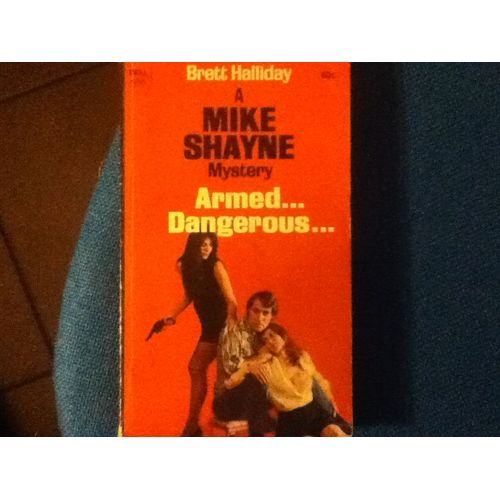 Brett Halliday
A
MIKE
SHAYNE
Mystery
Armed...
Dangerous...